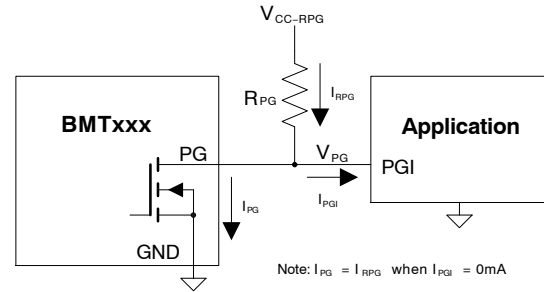 VCC–RPG
RPG
IRPG
BMTxxx
Application
PG
VPG
PGI
IPG
IPGI
GND
Note: IPG = IRPG when IPGI = 0mA